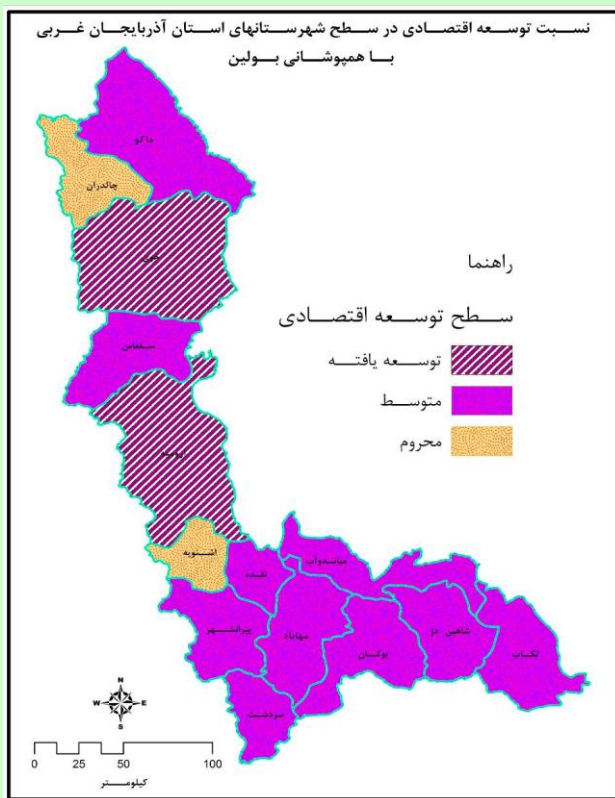 نسبت توسعه اقتصادی در سطح شهرستانهای استان آذربایجان غربی
با همپوشانی بولین
ماکو
چالدران
خوی
راهنما
سطح توسعه اقتصادی
سلماس
توسعه یافته
متوسط
محروم
ارومیه
اشنویه
میاندوآب
نقده
شاهین دژ
پیرانشهر
مهاباد
بوکان
تکاب
سردشت
N
W E
S
0 25 50 100
کیلومتر